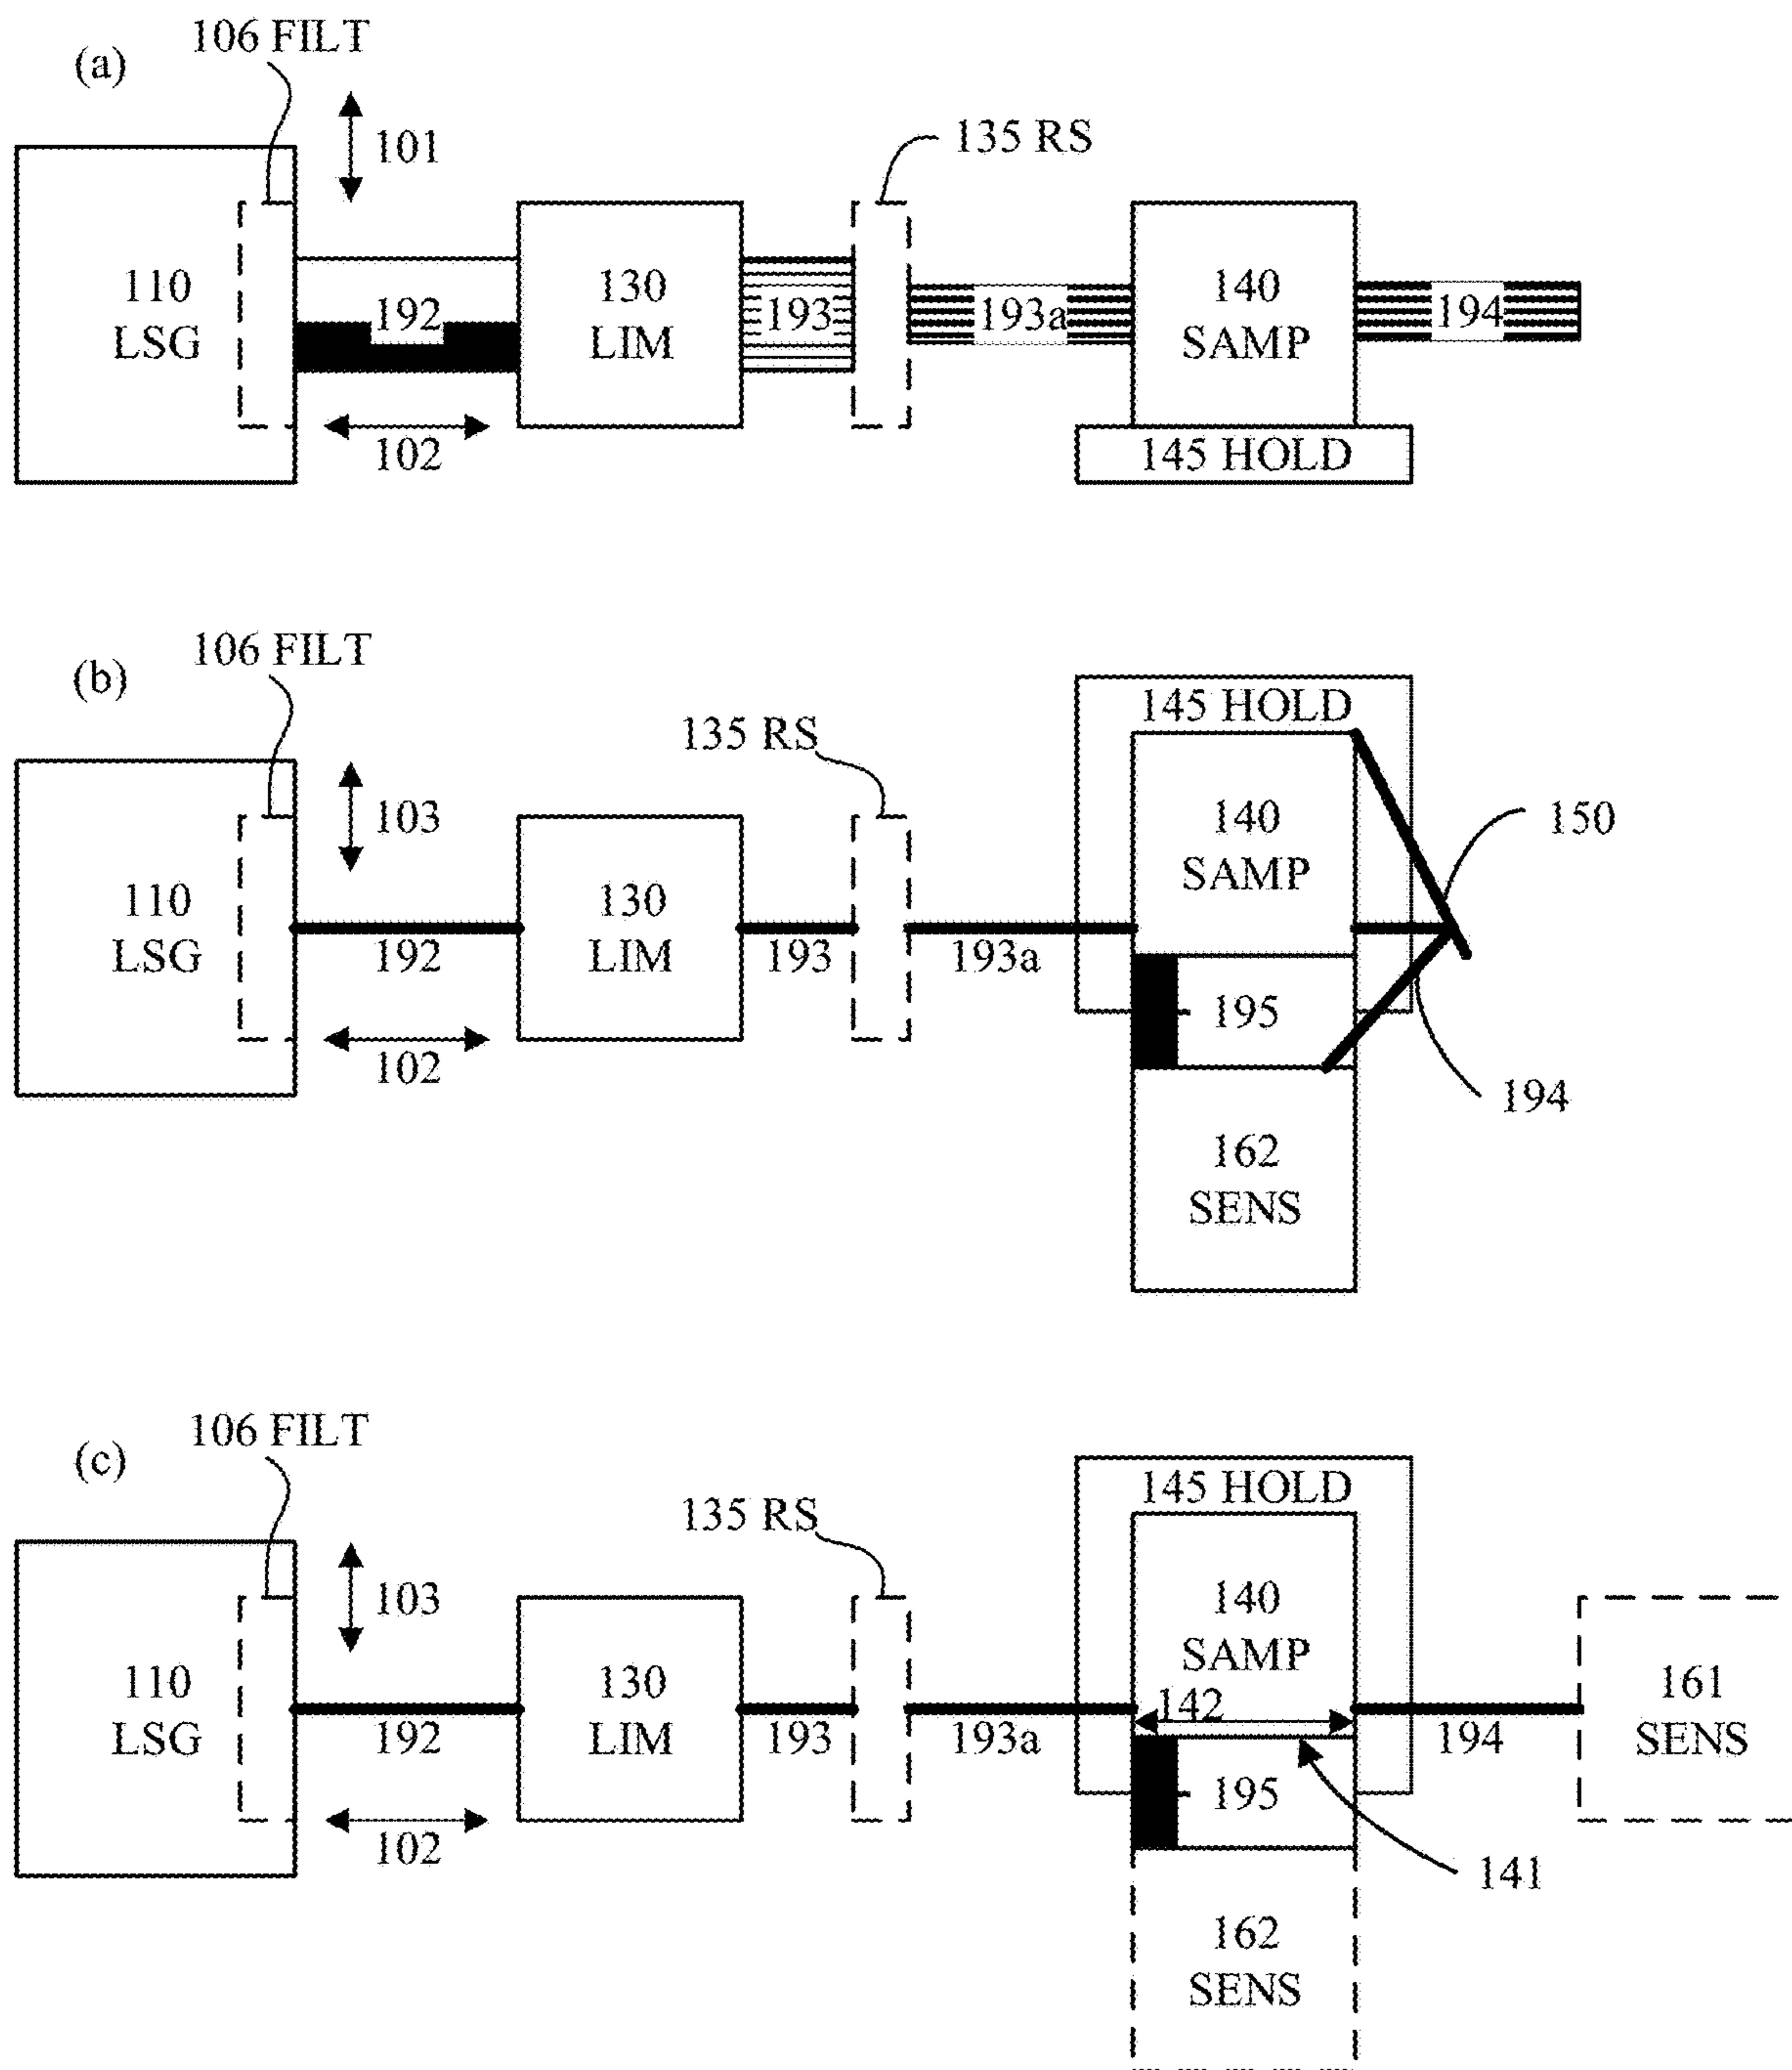 106 FILT
(a)
101
135 RS
110
LSG
192
130
LIM
193
193a
140
SAMP
194
102
145 HOLD
106 FILT
(b)
145 HOLD
135 RS
103
140
SAMP
150
110
LSG
192
130
LIM
193
193a
195
102
194
162
SENS
106 FILT
(c)
145 HOLD
135 RS
103
140
SAMP
110
LSG
192
130
LIM
193
193a
142
194
161
SENS
195
102
141
162
SENS